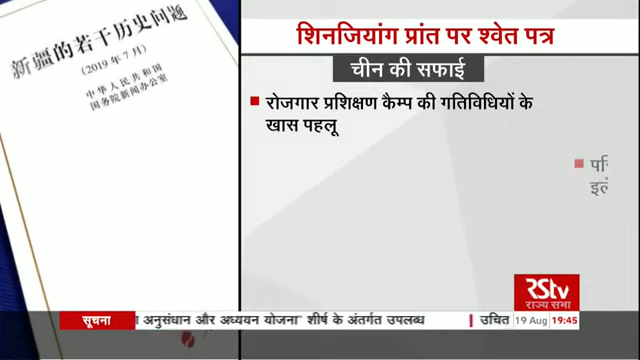 新疆的若干历史问题
(2019年7月)
中华人民共和国
国务院新闻办公室
शिनजियांग प्रांत पर श्वेत पत्र
चीन की सफाई
रोजगार प्रशिक्षण कैम्प की गतिविधियों के
खास पहलू
RStv
राज्य सभा
सूचना अनुसंधान और अध्ययन योजना" शीर्ष के अंतर्गत उपलब्ध उचित 19 Aug 19:45